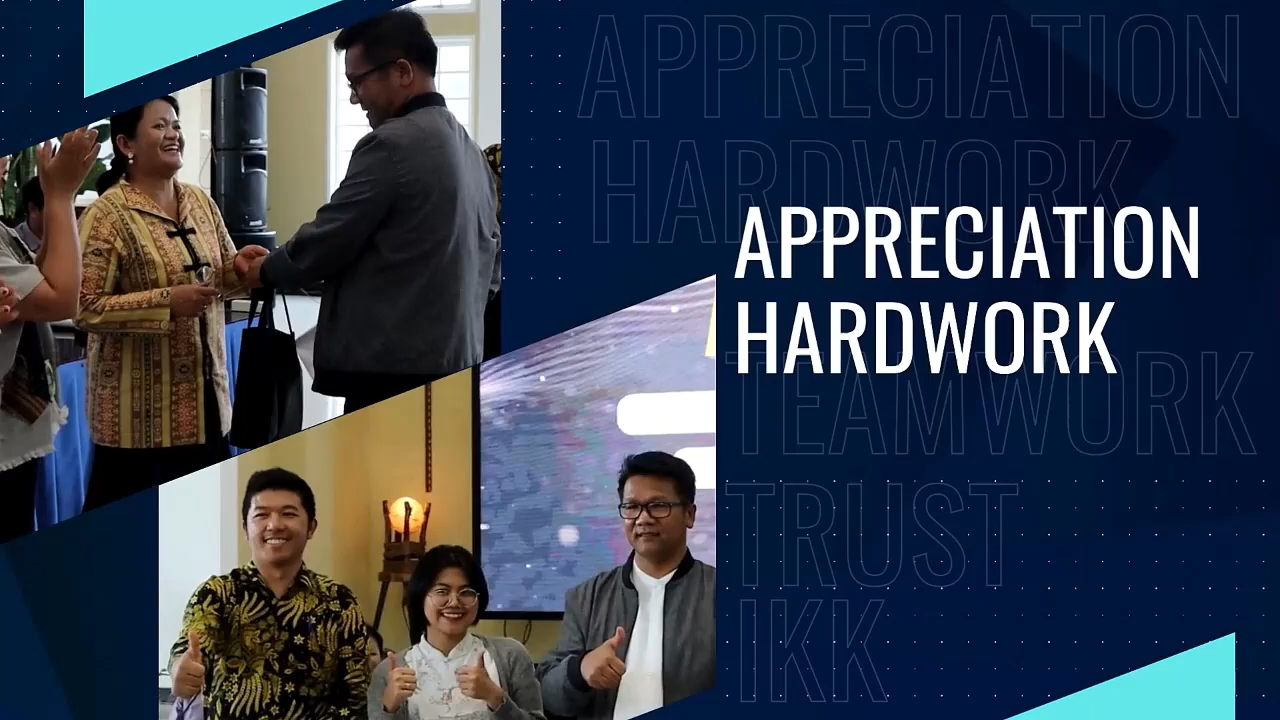 APPRECIATION
HARDWORK
APPRECIATION
HARDWORK
TEAMWORK
TRUST
IKK